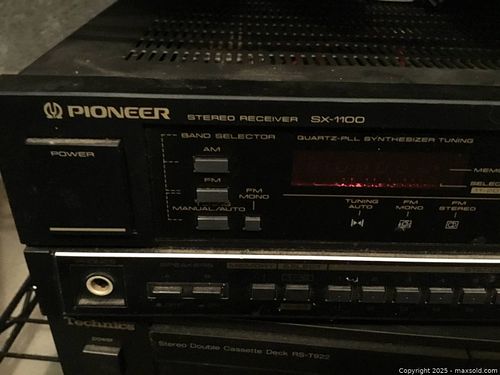 PIONEER STEREO RECEIVER SX-1100
BAND SELECTOR
QUARTZ-PLL SYNTHESIZER TUNING
POWER
AM
FM
FM MONO
MANUAL/AUTO
TUNING AUTO
FM MONO
FM STEREO
Technics
power
Stereo Double Cassette Deck RS-T922
Copyright 2025 - maxsold.com